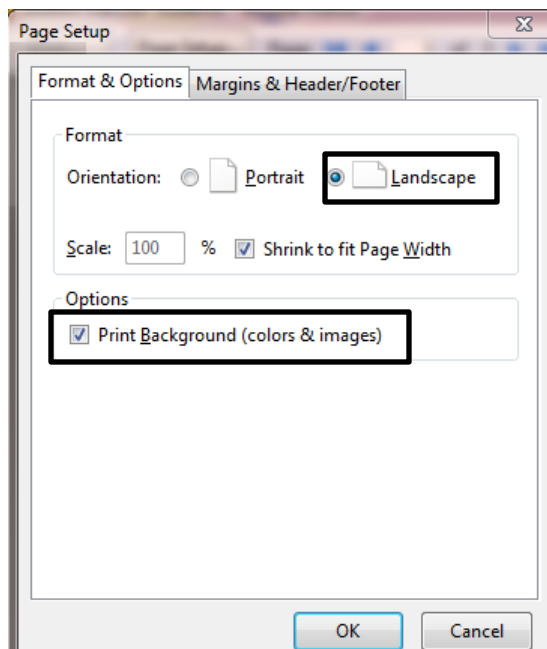 Page Setup
Format & Options Margins & Header/Footer
Format
Orientation: Portrait Landscape
Scale: 100 % Shrink to fit Page Width
Options
Print Background (colors & images)
OK Cancel